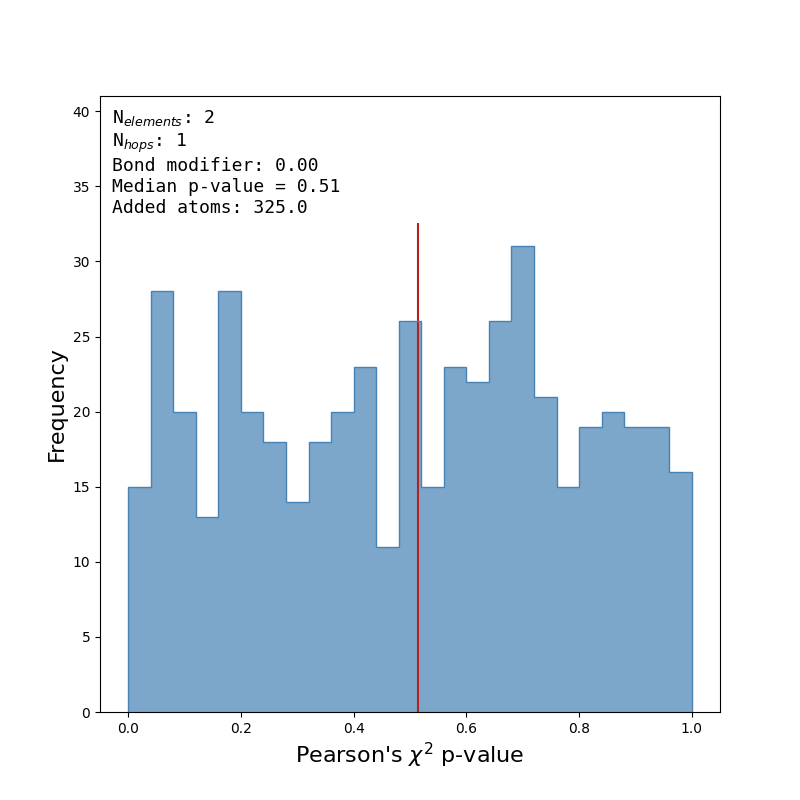 N_elements: 2
N_hops: 1
Bond modifier: 0.00
Median p-value = 0.51
Added atoms: 325.0
40
35
30
25
20
15
10
5
0
Frequency
0.0 0.2 0.4 0.6 0.8 1.0
Pearson's χ² p-value